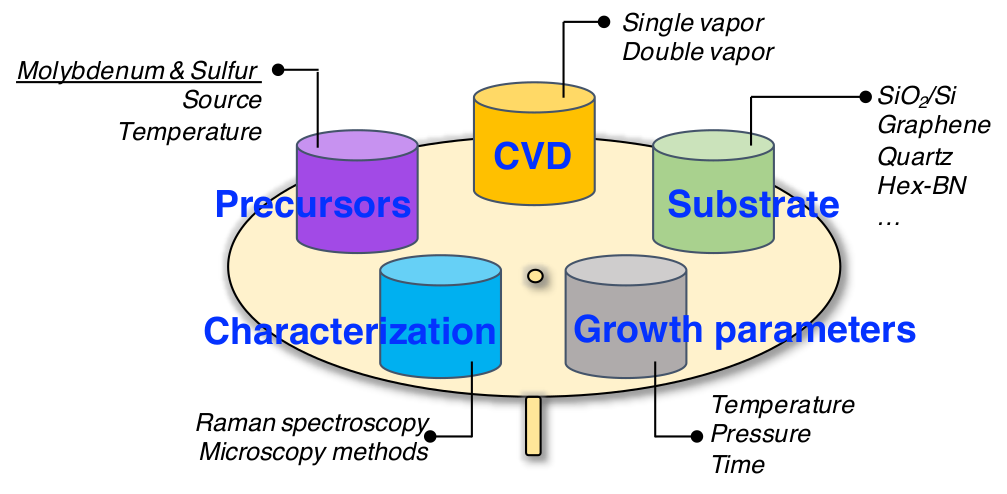 Single vapor
Double vapor
Molybdenum & Sulfur
Source
Temperature
SiO₂/Si
Graphene
Quartz
Hex-BN
...
CVD
Precursors
Substrate
Characterization
Growth parameters
Raman spectroscopy
Microscopy methods
Temperature
Pressure
Time